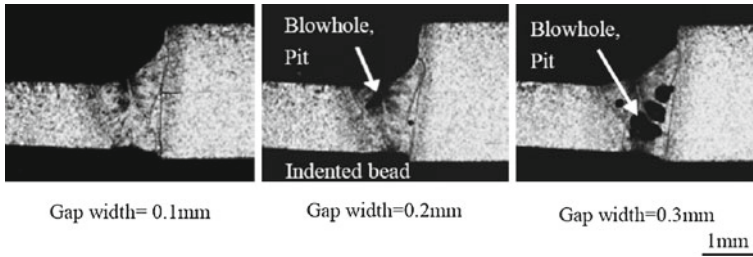 Blowhole,
Pit
Indented bead
Blowhole,
Pit
Gap width= 0.1mm
Gap width=0.2mm
Gap width=0.3mm
1mm